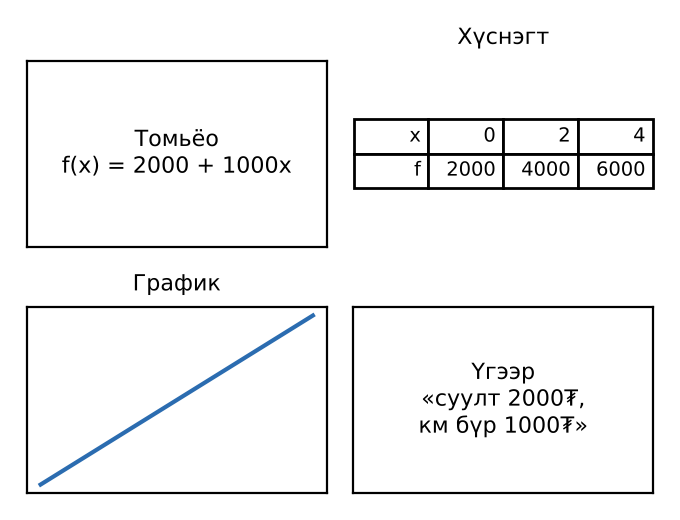 Томьёо
f(x) = 2000 + 1000x
Хүснэгт
x 0 2 4
f 2000 4000 6000
График
Үгээр
«суулт 2000₮,
км бүр 1000₮»